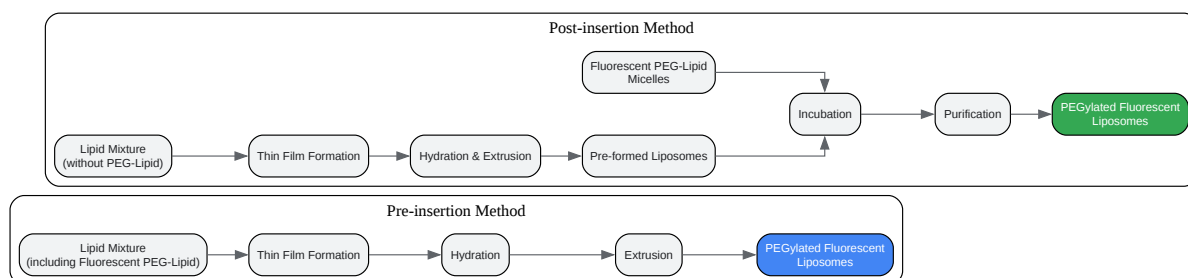 Post-insertion Method
Fluorescent PEG-Lipid
Micelles
Incubation
Purification
PEGylated Fluorescent
Liposomes
Lipid Mixture
(without PEG-Lipid)
Thin Film Formation
Hydration & Extrusion
Pre-formed Liposomes
Pre-insertion Method
Lipid Mixture
(including Fluorescent PEG-Lipid)
Thin Film Formation
Hydration
Extrusion
PEGylated Fluorescent
Liposomes